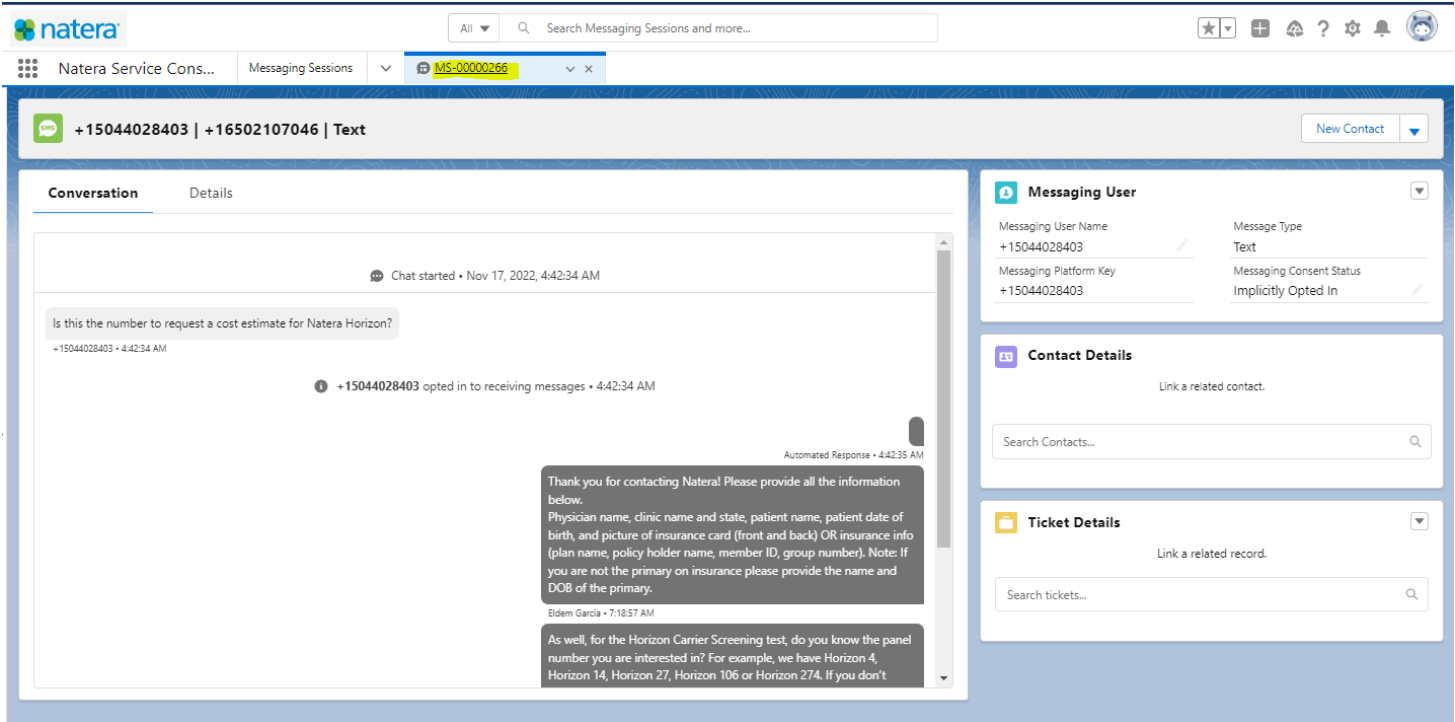 natera
All
Search Messaging Sessions and more...
Natera Service Cons...
Messaging Sessions
MS-00000266
SMS
+15044028403 | +16502107046 | Text
New Contact
Conversation
Details
Chat started • Nov 17, 2022, 4:42:34 AM
Is this the number to request a cost estimate for Natera Horizon?
+15044028403 • 4:42:34 AM
+15044028403 opted in to receiving messages • 4:42:34 AM
Automated Response • 4:42:35 AM
Thank you for contacting Natera! Please provide all the information
below.
Physician name, clinic name and state, patient name, patient date of
birth, and picture of insurance card (front and back) OR insurance info
(plan name, policy holder name, member ID, group number). Note: If
you are not the primary on insurance please provide the name and
DOB of the primary.
Eldem Garcia • 7:18:57 AM
As well, for the Horizon Carrier Screening test, do you know the panel
number you are interested in? For example, we have Horizon 4,
Horizon 14, Horizon 27, Horizon 106 or Horizon 274. If you don't
Messaging User
Messaging User Name
+15044028403
Message Type
Text
Messaging Platform Key
+15044028403
Messaging Consent Status
Implicitly Opted In
Contact Details
Link a related contact.
Search Contacts...
Ticket Details
Link a related record.
Search tickets...